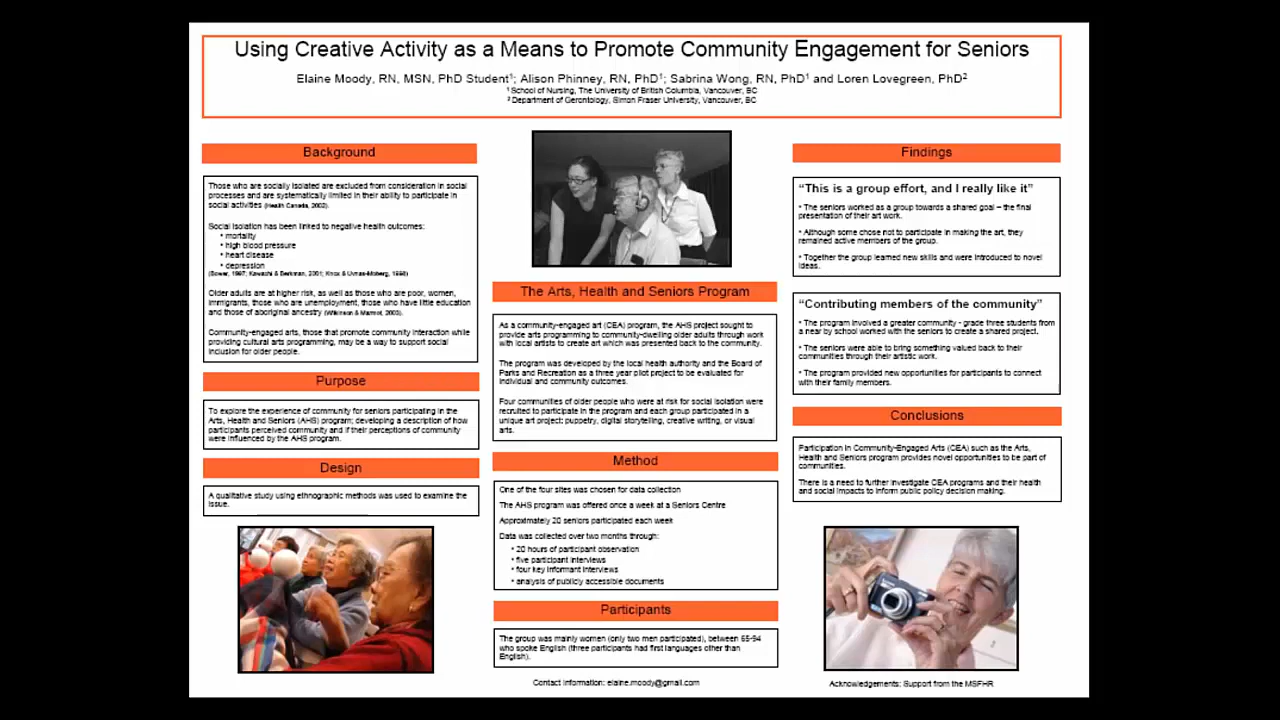 Using Creative Activity as a Means to Promote Community Engagement for Seniors
Elaine Moody, RN, MSN, PhD Student¹; Alison Phinney, RN, PhD¹; Sabrina Wong, RN, PhD¹ and Loren Lovegreen, PhD²
¹ School of Nursing, The University of British Columbia, Vancouver, BC
² Department of Gerontology, Simon Fraser University, Vancouver, BC
Background
Those who are socially isolated are excluded from consideration in social
processes and are systematically limited in their ability to participate in
social activities (Health Canada, 2002).
Social isolation has been linked to negative health outcomes:
• mortality
• high blood pressure
• heart disease
• depression
(Bower, 1997; Kawachi & Berkman, 2001; Knox & Uvnas-Moberg, 1998)
Older adults are at higher risk, as well as those who are poor, women,
immigrants, those who are unemployment, those who have little education
and those of aboriginal ancestry (Wilkinson & Marmot, 2003).
Community-engaged arts, those that promote community interaction while
providing cultural arts programming, may be a way to support social
inclusion for older people.
Purpose
To explore the experience of community for seniors participating in the
Arts, Health and Seniors (AHS) program; developing a description of how
participants perceived community and if their perceptions of community
were influenced by the AHS program.
Design
A qualitative study using ethnographic methods was used to examine the
issue.
The Arts, Health and Seniors Program
As a community-engaged art (CEA) program, the AHS project sought to
provide arts programming to community-dwelling older adults through work
with local artists to create art which was presented back to the community.
The program was developed by the local health authority and the Board of
Parks and Recreation as a three year pilot project to be evaluated for
individual and community outcomes.
Four communities of older people who were at risk for social isolation were
recruited to participate in the program and each group participated in a
unique art project: puppetry, digital storytelling, creative writing, or visual
arts.
Method
One of the four sites was chosen for data collection
The AHS program was offered once a week at a Seniors Centre
Approximately 20 seniors participated each week
Data was collected over two months through:
• 20 hours of participant observation
• five participant interviews
• four key informant interviews
• analysis of publicly accessible documents
Participants
The group was mainly women (only two men participated), between 65-94
who spoke English (three participants had first languages other than
English).
Contact Information: elaine.moody@gmail.com
Findings
“This is a group effort, and I really like it”
• The seniors worked as a group towards a shared goal – the final
presentation of their art work.
• Although some chose not to participate in making the art, they
remained active members of the group.
• Together the group learned new skills and were introduced to novel
ideas.
“Contributing members of the community”
• The program involved a greater community - grade three students from
a near by school worked with the seniors to create a shared project.
• The seniors were able to bring something valued back to their
communities through their artistic work.
• The program provided new opportunities for participants to connect
with their family members.
Conclusions
Participation in Community-Engaged Arts (CEA) such as the Arts,
Health and Seniors program provides novel opportunities to be part of
communities.
There is a need to further investigate CEA programs and their health
and social impacts to inform public policy decision making.
Acknowledgements: Support from the MSFHR